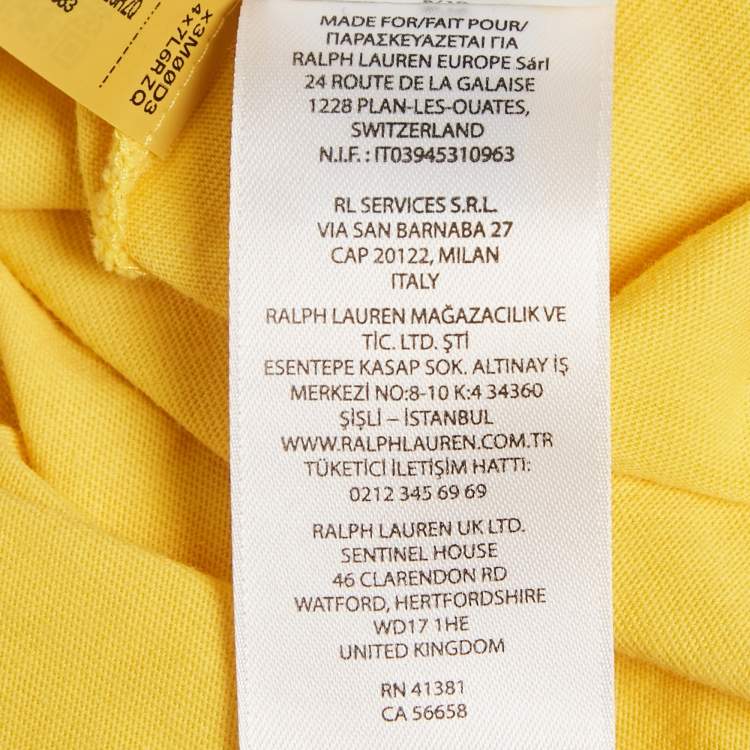 x3M00D3
4x7L6RZQ
MADE FOR/FAIT POUR/
ΠΑΡΑΣΚΕΥΑΖΕΤΑΙ ΓΙΑ
RALPH LAUREN EUROPE Sárl
24 ROUTE DE LA GALAISE
1228 PLAN-LES-OUATES,
SWITZERLAND
N.I.F. : IT03945310963
RL SERVICES S.R.L.
VIA SAN BARNABA 27
CAP 20122, MILAN
ITALY
RALPH LAUREN MAĞAZACILIK VE
TİC. LTD. ŞTİ
ESENTEPE KASAP SOK. ALTINAY İŞ
MERKEZİ NO:8-10 K:4 34360
ŞİŞLİ – İSTANBUL
WWW.RALPHLAUREN.COM.TR
TÜKETİCİ İLETİŞİM HATTI:
0212 345 69 69
RALPH LAUREN UK LTD.
SENTINEL HOUSE
46 CLARENDON RD
WATFORD, HERTFORDSHIRE
WD17 1HE
UNITED KINGDOM
RN 41381
CA 56658